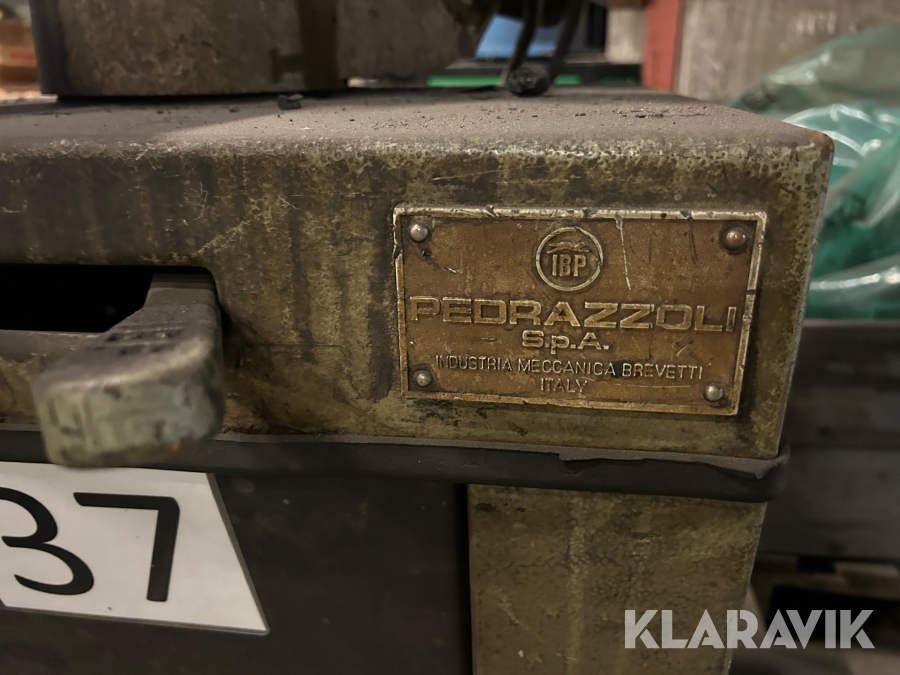 IBP
PEDRAZZOLI
S.p.A.
INDUSTRIA MECCANICA BREVETTI
ITALY
37
KLARAVIK